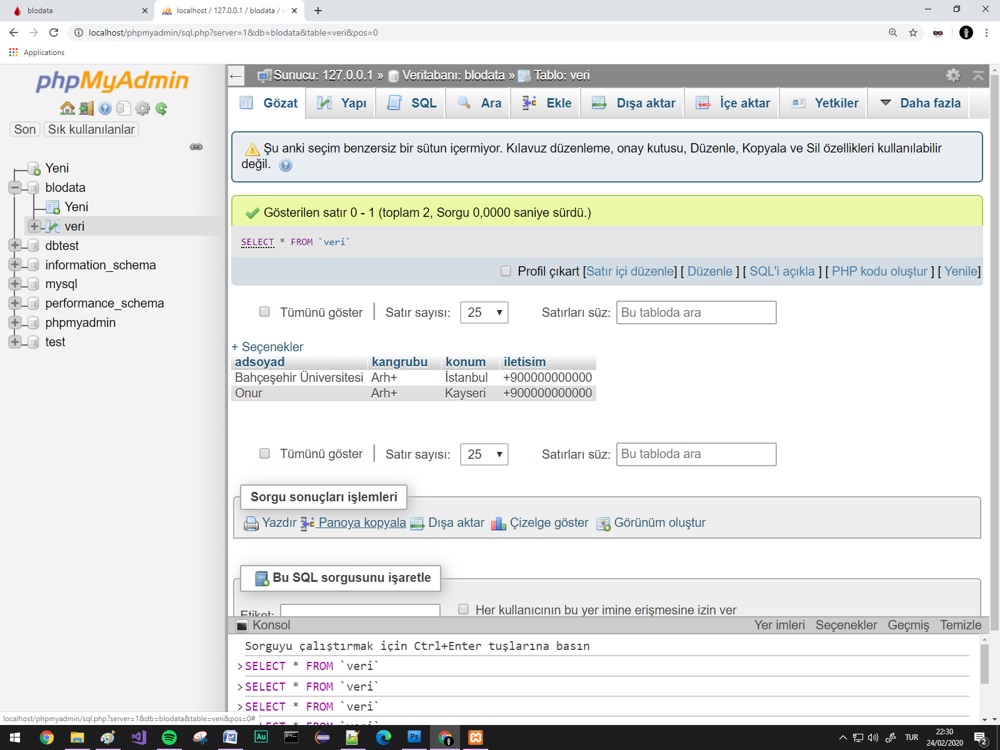 blodata
localhost / 127.0.0.1 / blodata / v
localhost/phpmyadmin/sql.php?server=1&db=blodata&table=veri&pos=0
Applications
phpMyAdmin
Son Sık kullanılanlar
Yeni
blodata
Yeni
veri
dbtest
information_schema
mysql
performance_schema
phpmyadmin
test
Sunucu: 127.0.0.1 » Veritabanı: blodata » Tablo: veri
Gözat Yapı SQL Ara Ekle Dışa aktar İçe aktar Yetkiler Daha fazla
Şu anki seçim benzersiz bir sütun içermiyor. Kılavuz düzenleme, onay kutusu, Düzenle, Kopyala ve Sil özellikleri kullanılabilir
değil.
Gösterilen satır 0 - 1 (toplam 2, Sorgu 0,0000 saniye sürdü.)
SELECT * FROM `veri`
Profil çıkart [Satır içi düzenle] [ Düzenle ] [ SQL'i açıkla ] [ PHP kodu oluştur ] [ Yenile]
Tümünü göster Satır sayısı: 25 Satırları süz: Bu tabloda ara
+ Seçenekler
adsoyad kangrubu konum iletisim
Bahçeşehir Üniversitesi Arh+ İstanbul +900000000000
Onur Arh+ Kayseri +900000000000
Tümünü göster Satır sayısı: 25 Satırları süz: Bu tabloda ara
Sorgu sonuçları işlemleri
Yazdır Panoya kopyala Dışa aktar Çizelge göster Görünüm oluştur
Bu SQL sorgusunu işaretle
Etiket: Her kullanıcının bu yer imine erişmesine izin ver
Konsol Yer imleri Seçenekler Geçmiş Temizle
Sorguyu çalıştırmak için Ctrl+Enter tuşlarına basın
>SELECT * FROM `veri`
>SELECT * FROM `veri`
>SELECT * FROM `veri`
SELECT * FROM `veri`
localhost/phpmyadmin/sql.php?server=1&db=blodata&table=veri&pos=0#
TUR
22:30
24/02/2020
2